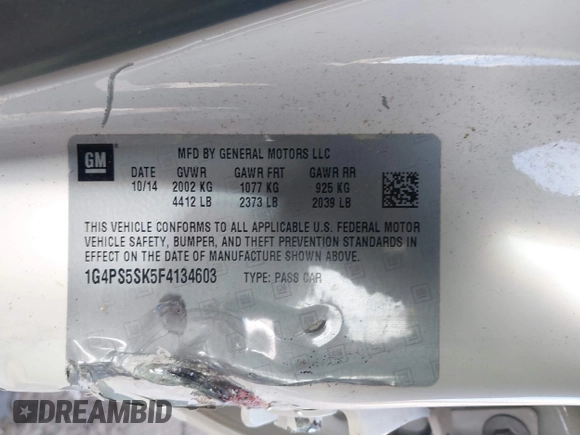 GM
MFD BY GENERAL MOTORS LLC
DATE GVWR GAWR FRT GAWR RR
10/14 2002 KG 1077 KG 925 KG
4412 LB 2373 LB 2039 LB
THIS VEHICLE CONFORMS TO ALL APPLICABLE U.S. FEDERAL MOTOR
VEHICLE SAFETY, BUMPER, AND THEFT PREVENTION STANDARDS IN
EFFECT ON THE DATE OF MANUFACTURE SHOWN ABOVE.
1G4PS5SK5F4134603 TYPE: PASS CAR
DREAMBID